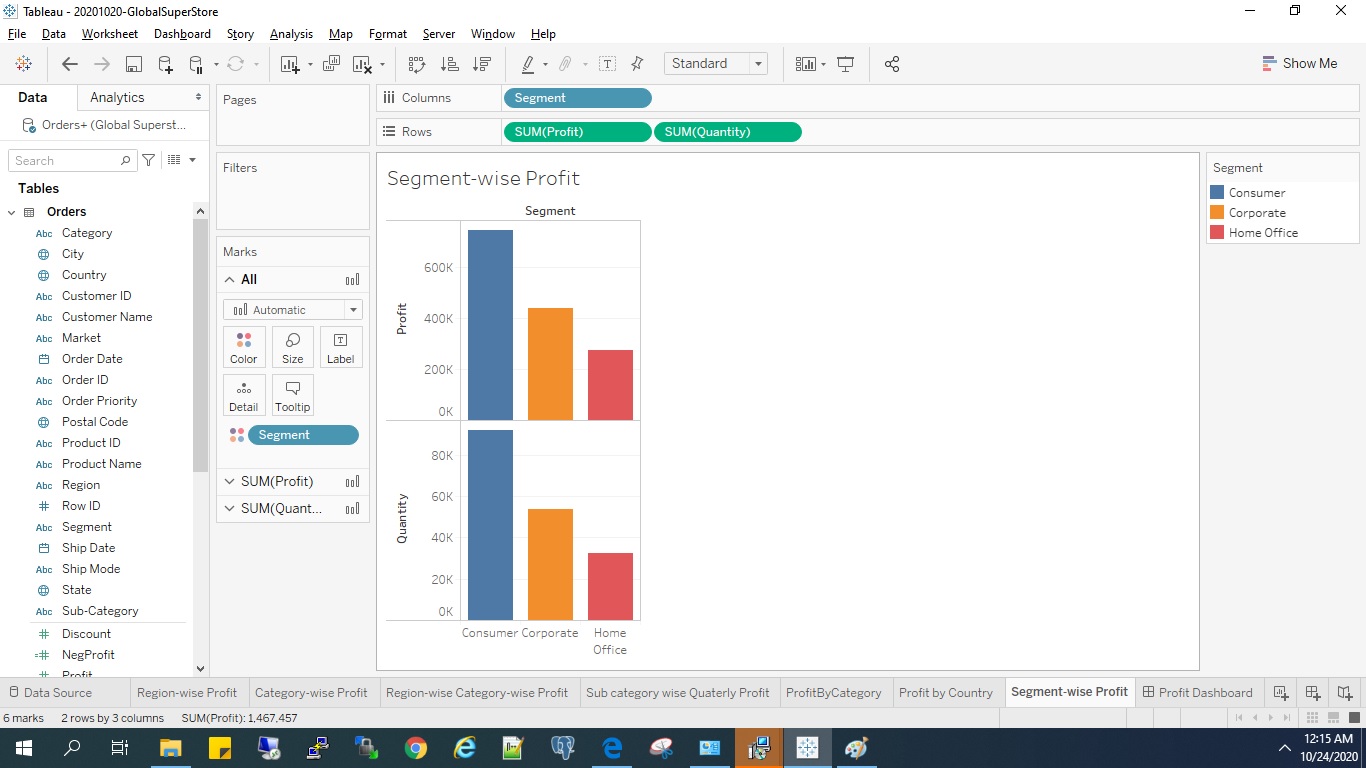 Tableau - 20201020-GlobalSuperStore
File Data Worksheet Dashboard Story Analysis Map Format Server Window Help
Standard
Show Me
Data Analytics
Orders+ (Global Superst...
Search
Tables
Orders
Abc Category
City
Country
Abc Customer ID
Abc Customer Name
Abc Market
Order Date
Abc Order ID
Abc Order Priority
Postal Code
Abc Product ID
Abc Product Name
Abc Region
# Row ID
Abc Segment
Ship Date
Abc Ship Mode
State
Abc Sub-Category
# Discount
=# NegProfit
# Profit
Pages
Filters
Marks
All
Automatic
Color Size Label
T
Detail Tooltip
Segment
SUM(Profit)
SUM(Quant...
Columns Segment
Rows SUM(Profit) SUM(Quantity)
Segment-wise Profit
Segment
Profit
600K
400K
200K
0K
Quantity
80K
60K
40K
20K
0K
Consumer Corporate Home
Office
Segment
Consumer
Corporate
Home Office
Data Source Region-wise Profit Category-wise Profit Region-wise Category-wise Profit Sub category wise Quaterly Profit ProfitByCategory Profit by Country Segment-wise Profit Profit Dashboard
6 marks 2 rows by 3 columns SUM(Profit): 1,467,457
12:15 AM
10/24/2020